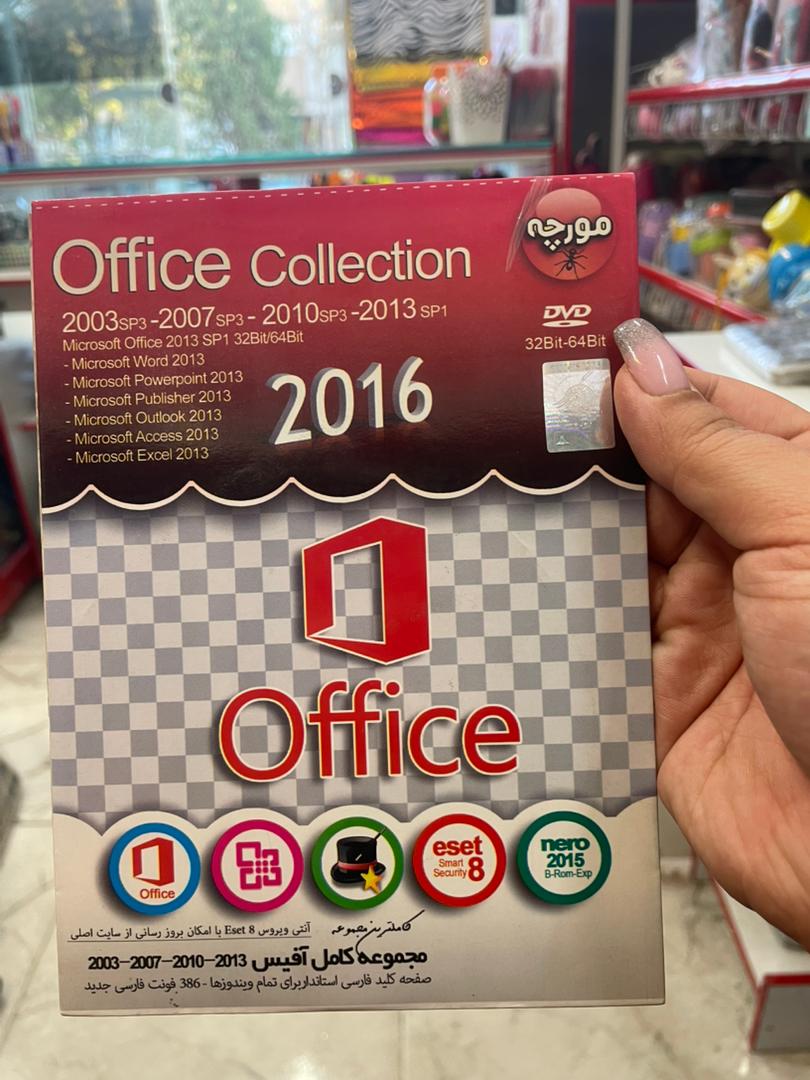 Office Collection
مورچه
2003SP3 -2007SP3 - 2010SP3 -2013 SP1
DVD
Microsoft Office 2013 SP1 32Bit/64Bit
32Bit-64Bit
- Microsoft Word 2013
- Microsoft Powerpoint 2013
- Microsoft Publisher 2013
- Microsoft Outlook 2013
- Microsoft Access 2013
- Microsoft Excel 2013
2016
Office
Office
eset
Smart
Security 8
nero
2015
B-Rom-Exp
کاملترین مجموعه
آنتی ویروس Eset 8 با امکان بروز رسانی از سایت اصلی
مجموعه کامل آفیس 2013-2010-2007-2003
صفحه کلید فارسی استاندارد برای تمام ویندوزها - 386 فونت فارسی جدید